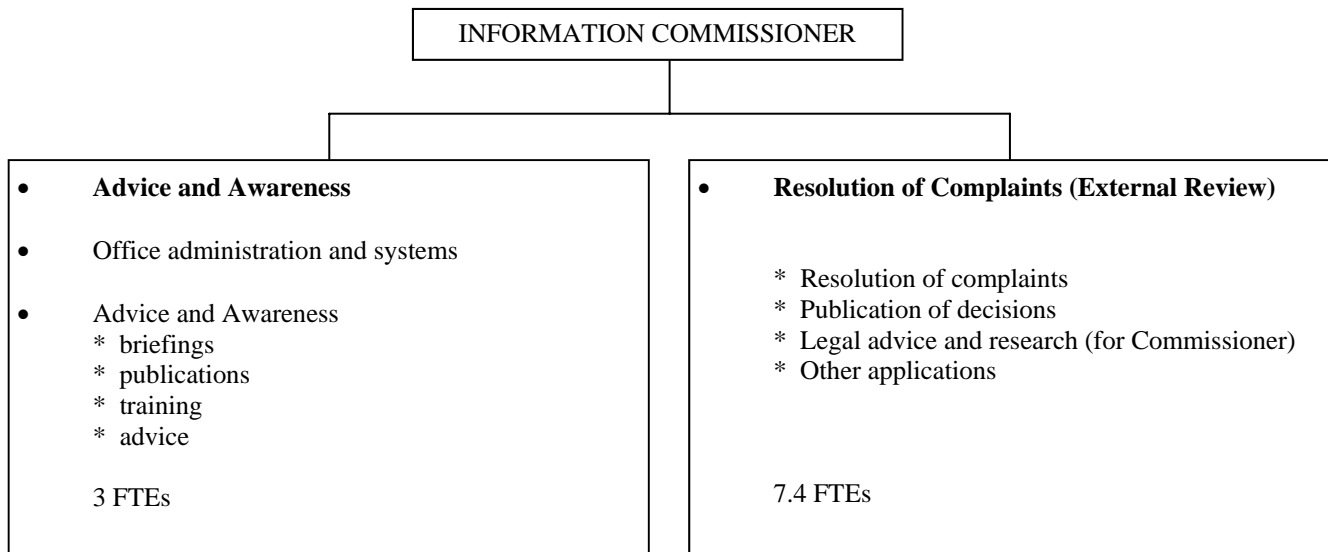 INFORMATION COMMISSIONER
• Advice and Awareness
• Office administration and systems
• Advice and Awareness
* briefings
* publications
* training
* advice
3 FTEs
• Resolution of Complaints (External Review)
* Resolution of complaints
* Publication of decisions
* Legal advice and research (for Commissioner)
* Other applications
7.4 FTEs